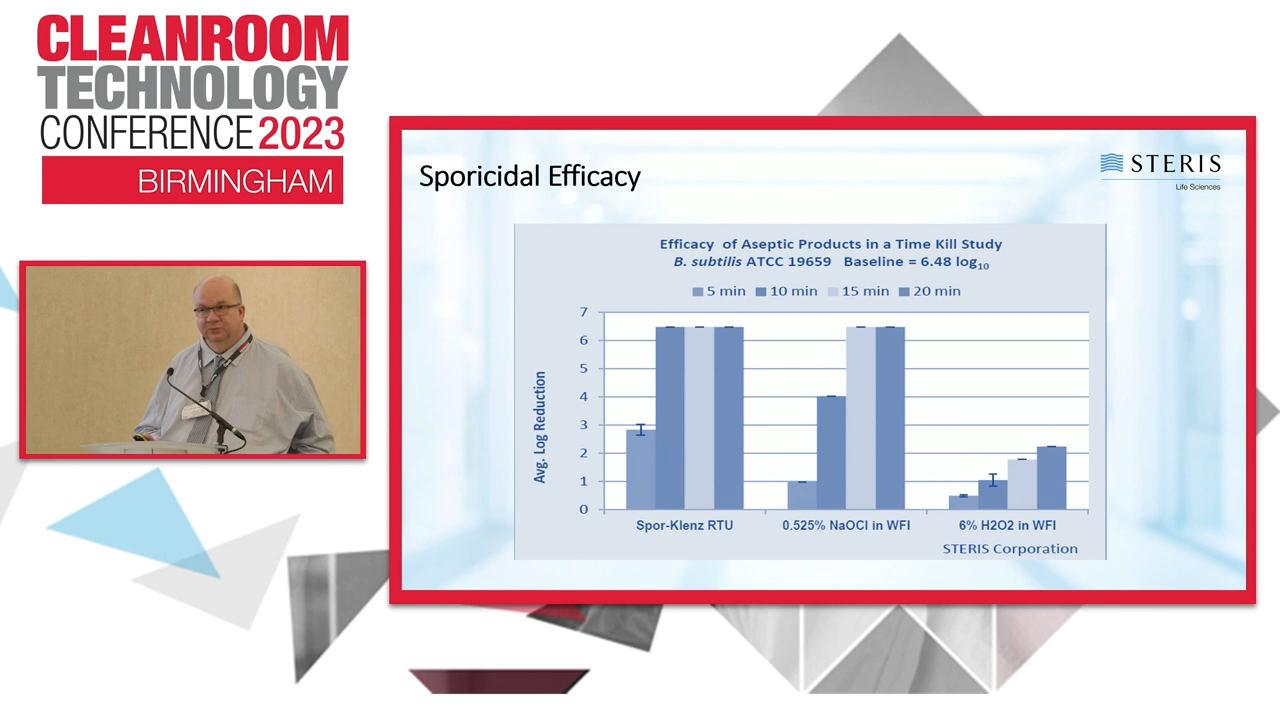 CLEANROOM
TECHNOLOGY
CONFERENCE 2023
BIRMINGHAM
Sporicidal Efficacy
STERIS
Life Sciences
Efficacy of Aseptic Products in a Time Kill Study
B. subtilis ATCC 19659 Baseline = 6.48 log10
5 min 10 min 15 min 20 min
Avg. Log Reduction
7
6
5
4
3
2
1
0
Spor-Klenz RTU 0.525% NaOCl in WFI 6% H2O2 in WFI
STERIS Corporation